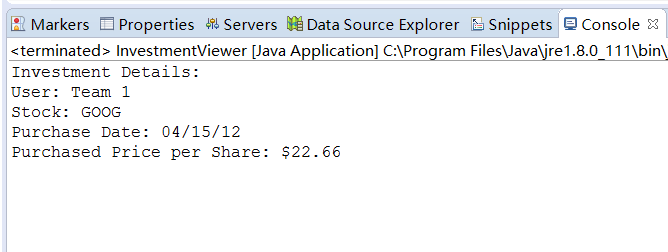 Markers Properties Servers Data Source Explorer Snippets Console
<terminated> InvestmentViewer [Java Application] C:\Program Files\Java\jre1.8.0_111\bin\
Investment Details:
User: Team 1
Stock: GOOG
Purchase Date: 04/15/12
Purchased Price per Share: $22.66